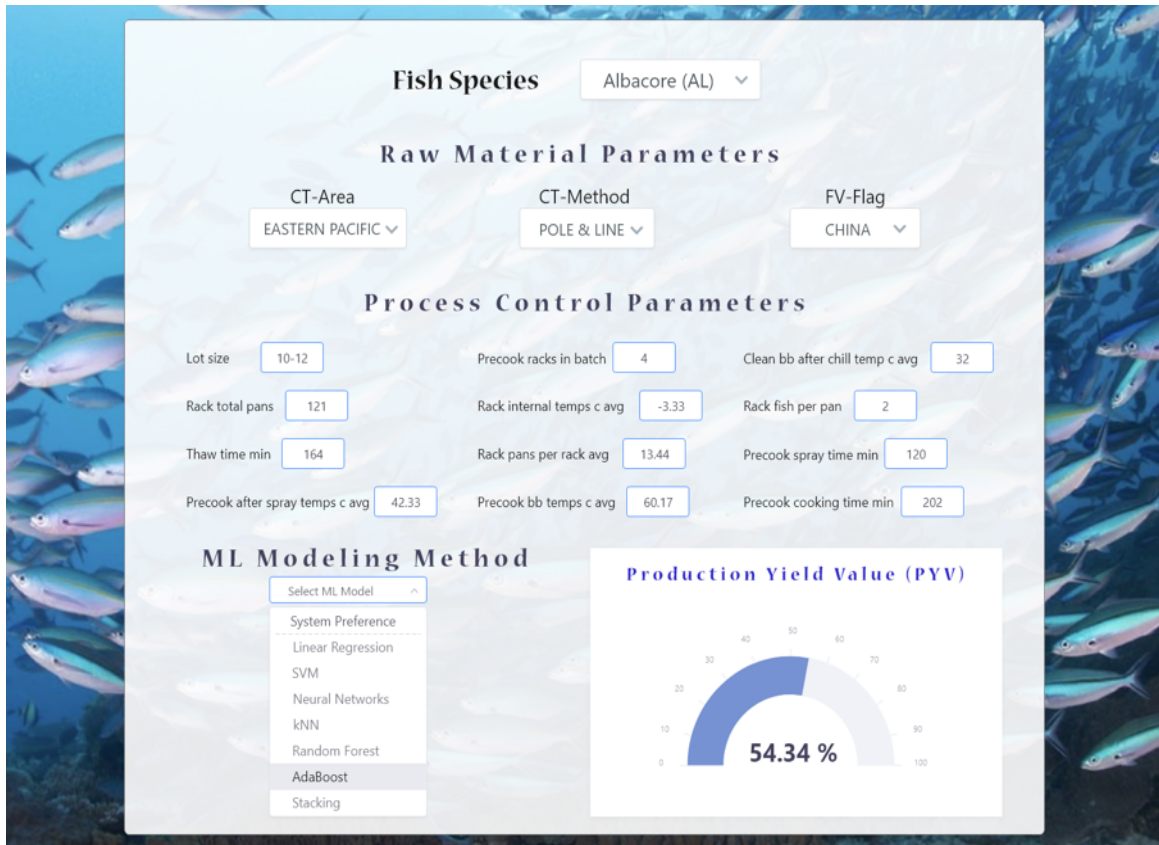 Fish Species Albacore (AL)
Raw Material Parameters
CT-Area CT-Method FV-Flag
EASTERN PACIFIC POLE & LINE CHINA
Process Control Parameters
Lot size 10-12 Precook racks in batch 4 Clean bb after chill temp c avg 32
Rack total pans 121 Rack internal temps c avg -3.33 Rack fish per pan 2
Thaw time min 164 Rack pans per rack avg 13.44 Precook spray time min 120
Precook after spray temps c avg 42.33 Precook bb temps c avg 60.17 Precook cooking time min 202
ML Modeling Method
Select ML Model
System Preference
Linear Regression
SVM
Neural Networks
kNN
Random Forest
AdaBoost
Stacking
Production Yield Value (PYV)
0 10 20 30 40 50 60 70 80 90 100
54.34 %